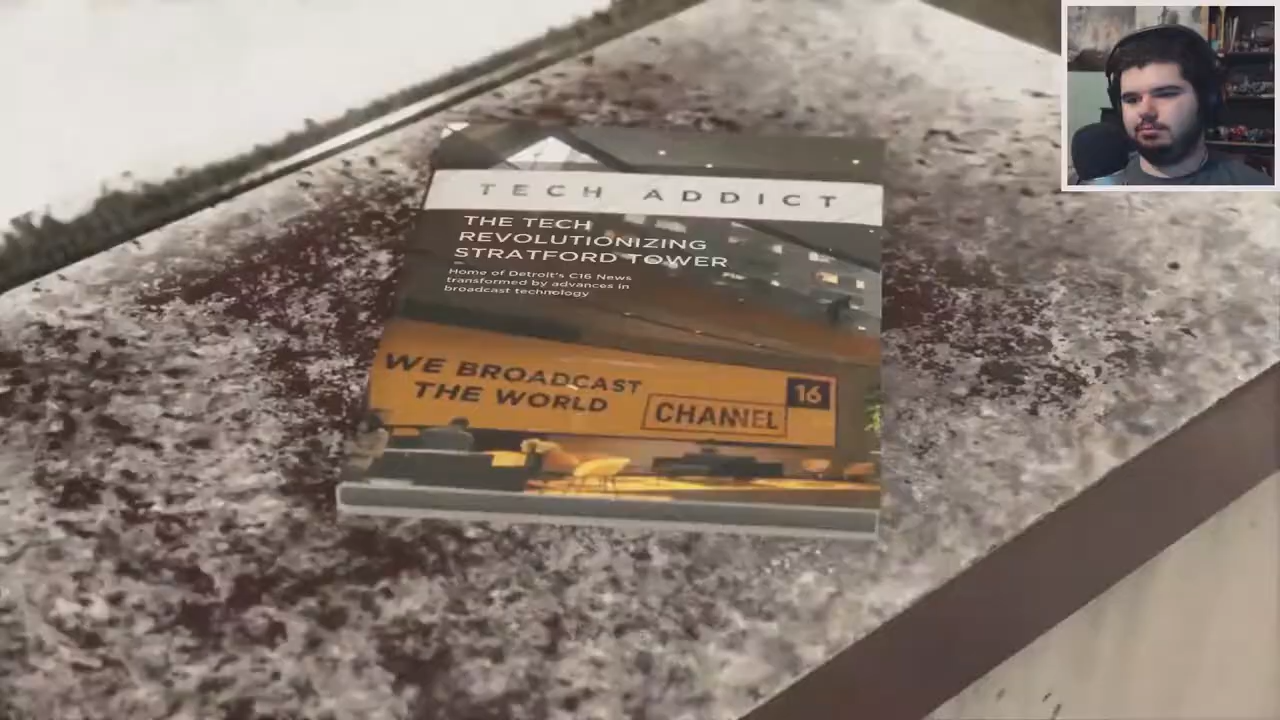 TECH ADDICT
THE TECH
REVOLUTIONIZING
STRATFORD TOWER
Home of Detroit's C16 News
transformed by advances in
broadcast technology
WE BROADCAST
THE WORLD
CHANNEL
16